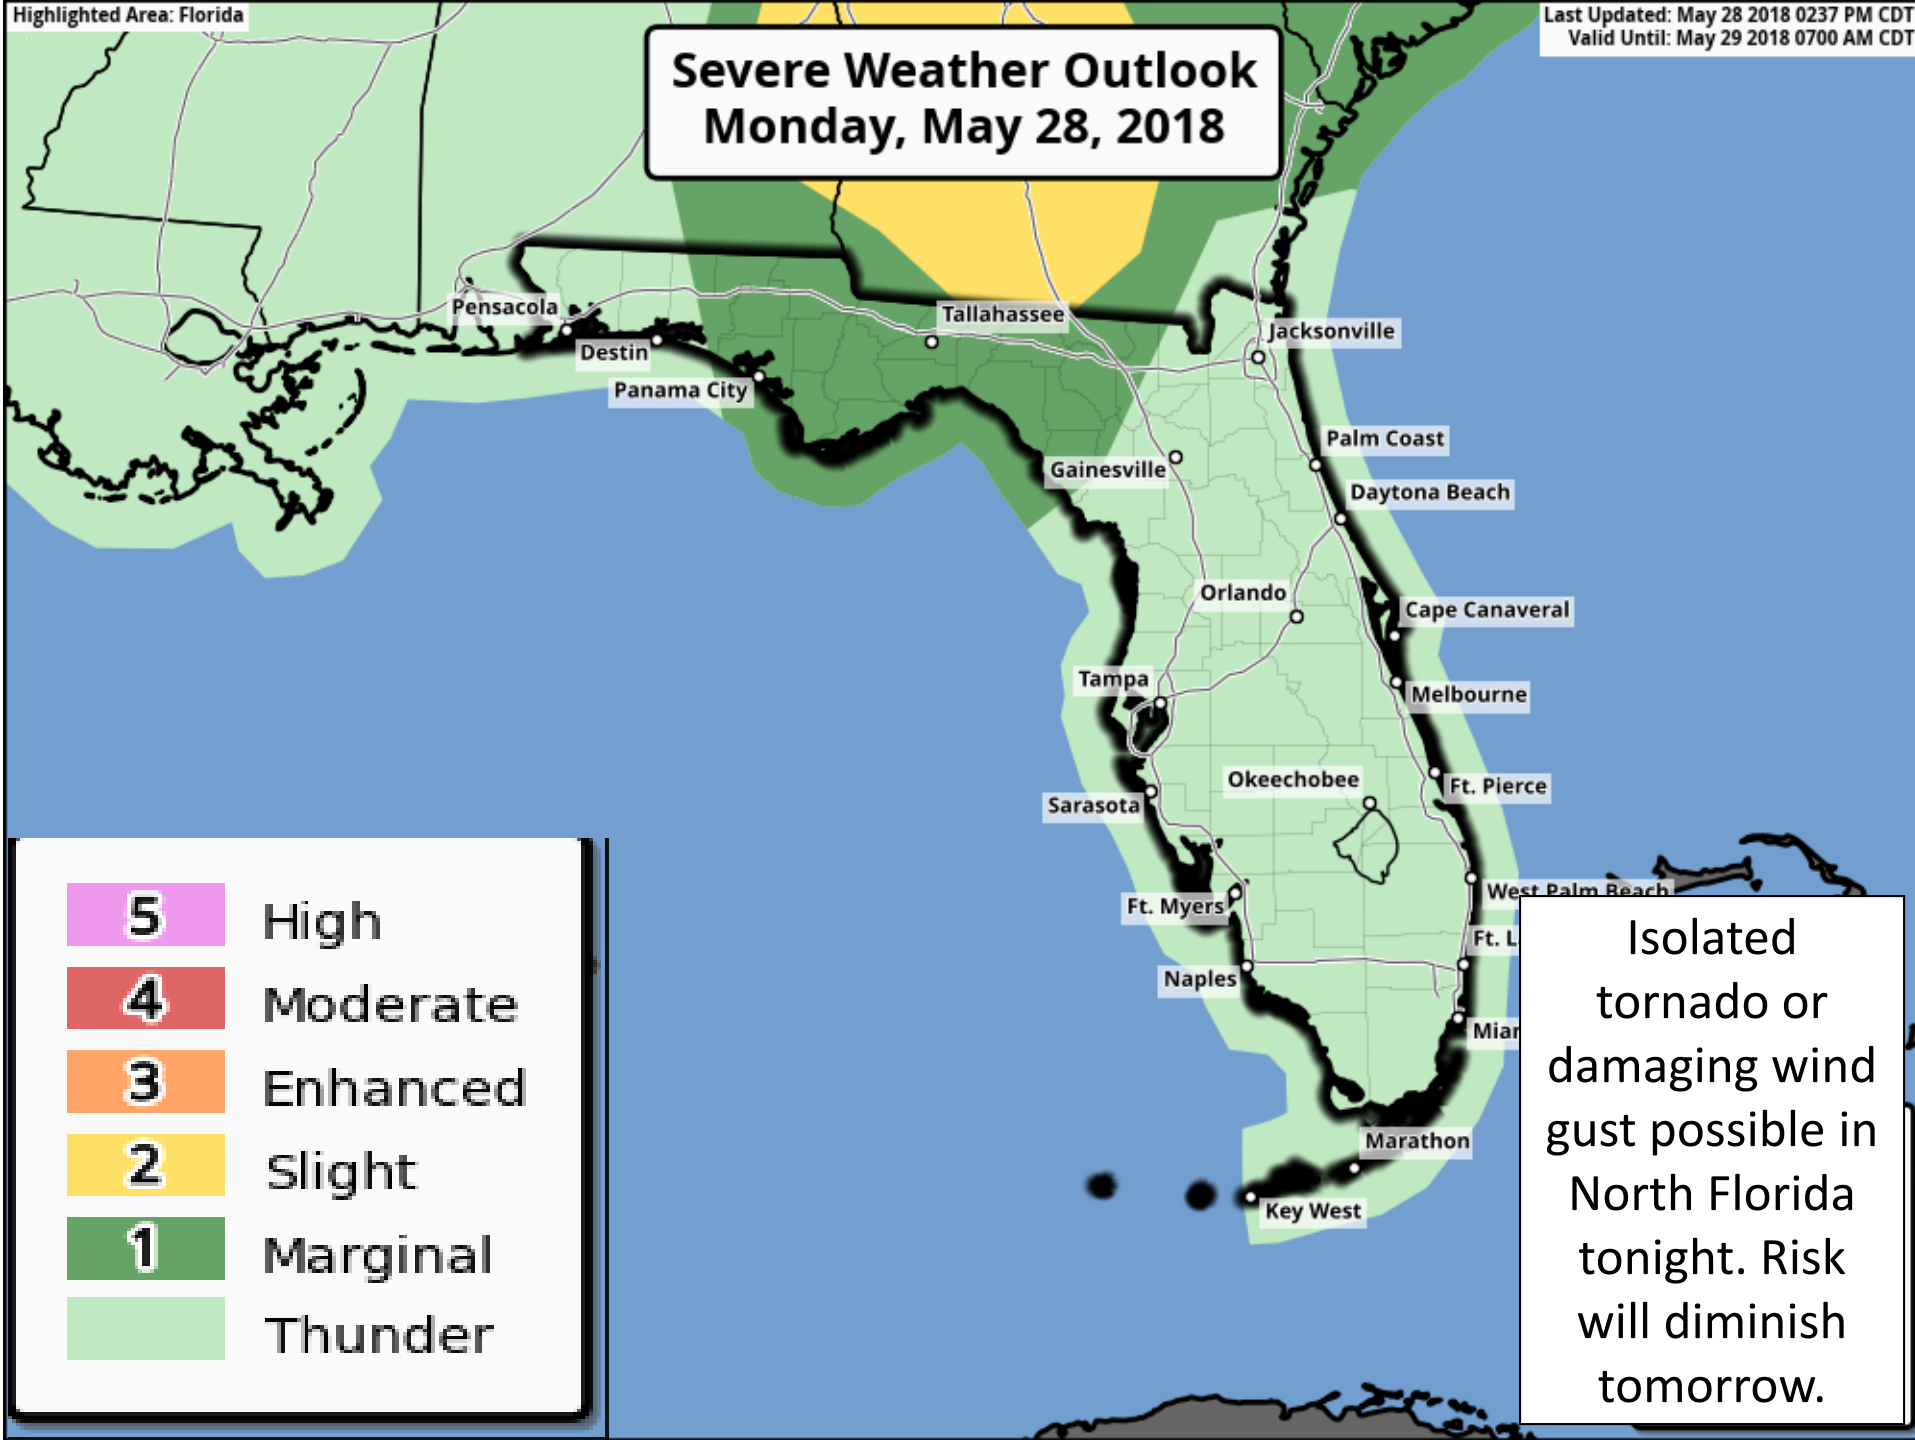 Highlighted Area: Florida
Last Updated: May 28 2018 0237 PM CDT
Valid Until: May 29 2018 0700 AM CDT
Severe Weather Outlook
Monday, May 28, 2018
Pensacola
Tallahassee
Jacksonville
Destin
Panama City
Palm Coast
Gainesville
Daytona Beach
Orlando
Cape Canaveral
Tampa
Melbourne
Okeechobee
Ft. Pierce
Sarasota
West Palm Beach
Ft. Myers
Ft.
Naples
Marathon
Key West
5 High
4 Moderate
3 Enhanced
2 Slight
1 Marginal
Thunder
Isolated
tornado or
damaging wind
gust possible in
North Florida
tonight. Risk
will diminish
tomorrow.